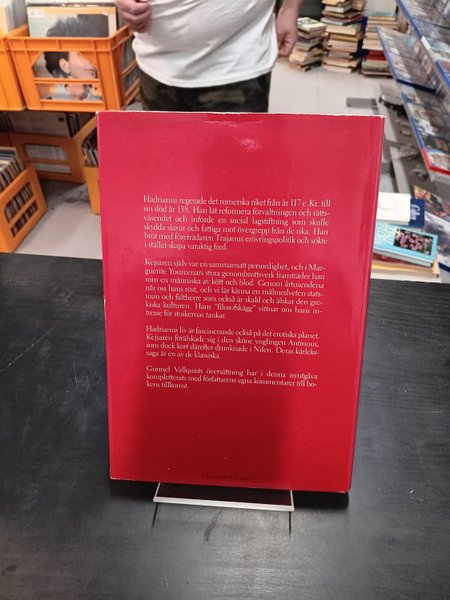 Hadrianus regerade det romerska riket från år 117 e.Kr. till
sin död år 138. Han lät reformera förvaltningen och rätts-
väsendet och införde en social lagstiftning som skulle
skydda slavar och fattiga mot övergrepp från de rika. Han
bröt med företrädaren Trajanus erövringspolitik och sökte
i stället skapa varaktig fred.
Kejsaren själv var en sammansatt personlighet, och i Mar-
guerite Yourcenars stora genombrottsverk framträder han
som en människa av kött och blod. Genom årtusendena
når oss hans röst, och vi lär känna en målmedveten stats-
man och fältherre som också är skald och älskar den gre-
kiska kulturen. Hans "filosofskägg" vittnar om hans in-
tresse för stoikernas tankar.
Hadrianus liv är fascinerande också på det erotiska planet.
Kejsaren förälskade sig i den sköne ynglingen Antinous,
som dock kort därefter drunknade i Nilen. Deras kärleks-
saga är en av de klassiska.
Gunnel Vallquists översättning har i denna nyutgåva
kompletterats med författarens egna kommentarer till bo-
kens tillkomst.